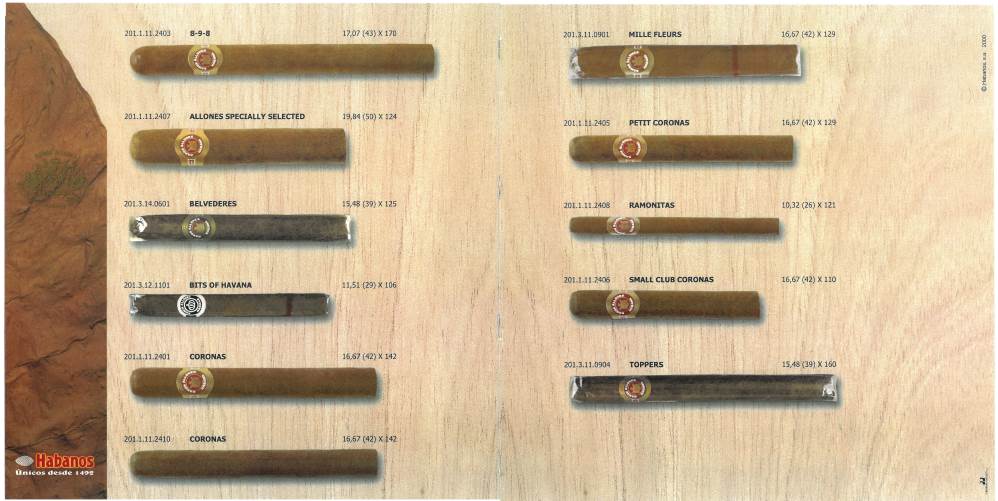 201.1.11.2403 8-9-8 17,07 (43) X 170
201.1.11.2407 ALLONES SPECIALLY SELECTED 19,84 (50) X 124
201.3.14.0601 BELVEDERES 15,48 (39) X 125
201.3.12.1101 BITS OF HAVANA 11,51 (29) X 106
201.1.11.2401 CORONAS 16,67 (42) X 142
201.1.11.2410 CORONAS 16,67 (42) X 142
Habanos
Únicos desde 1492
201.3.11.0901 MILLE FLEURS 16,67 (42) X 129
201.1.11.2405 PETIT CORONAS 16,67 (42) X 129
201.1.11.2408 RAMONITAS 10,32 (26) X 121
201.1.11.2406 SMALL CLUB CORONAS 16,67 (42) X 110
201.3.11.0904 TOPPERS 15,48 (39) X 160
© Habanos, s.a. 2000
22